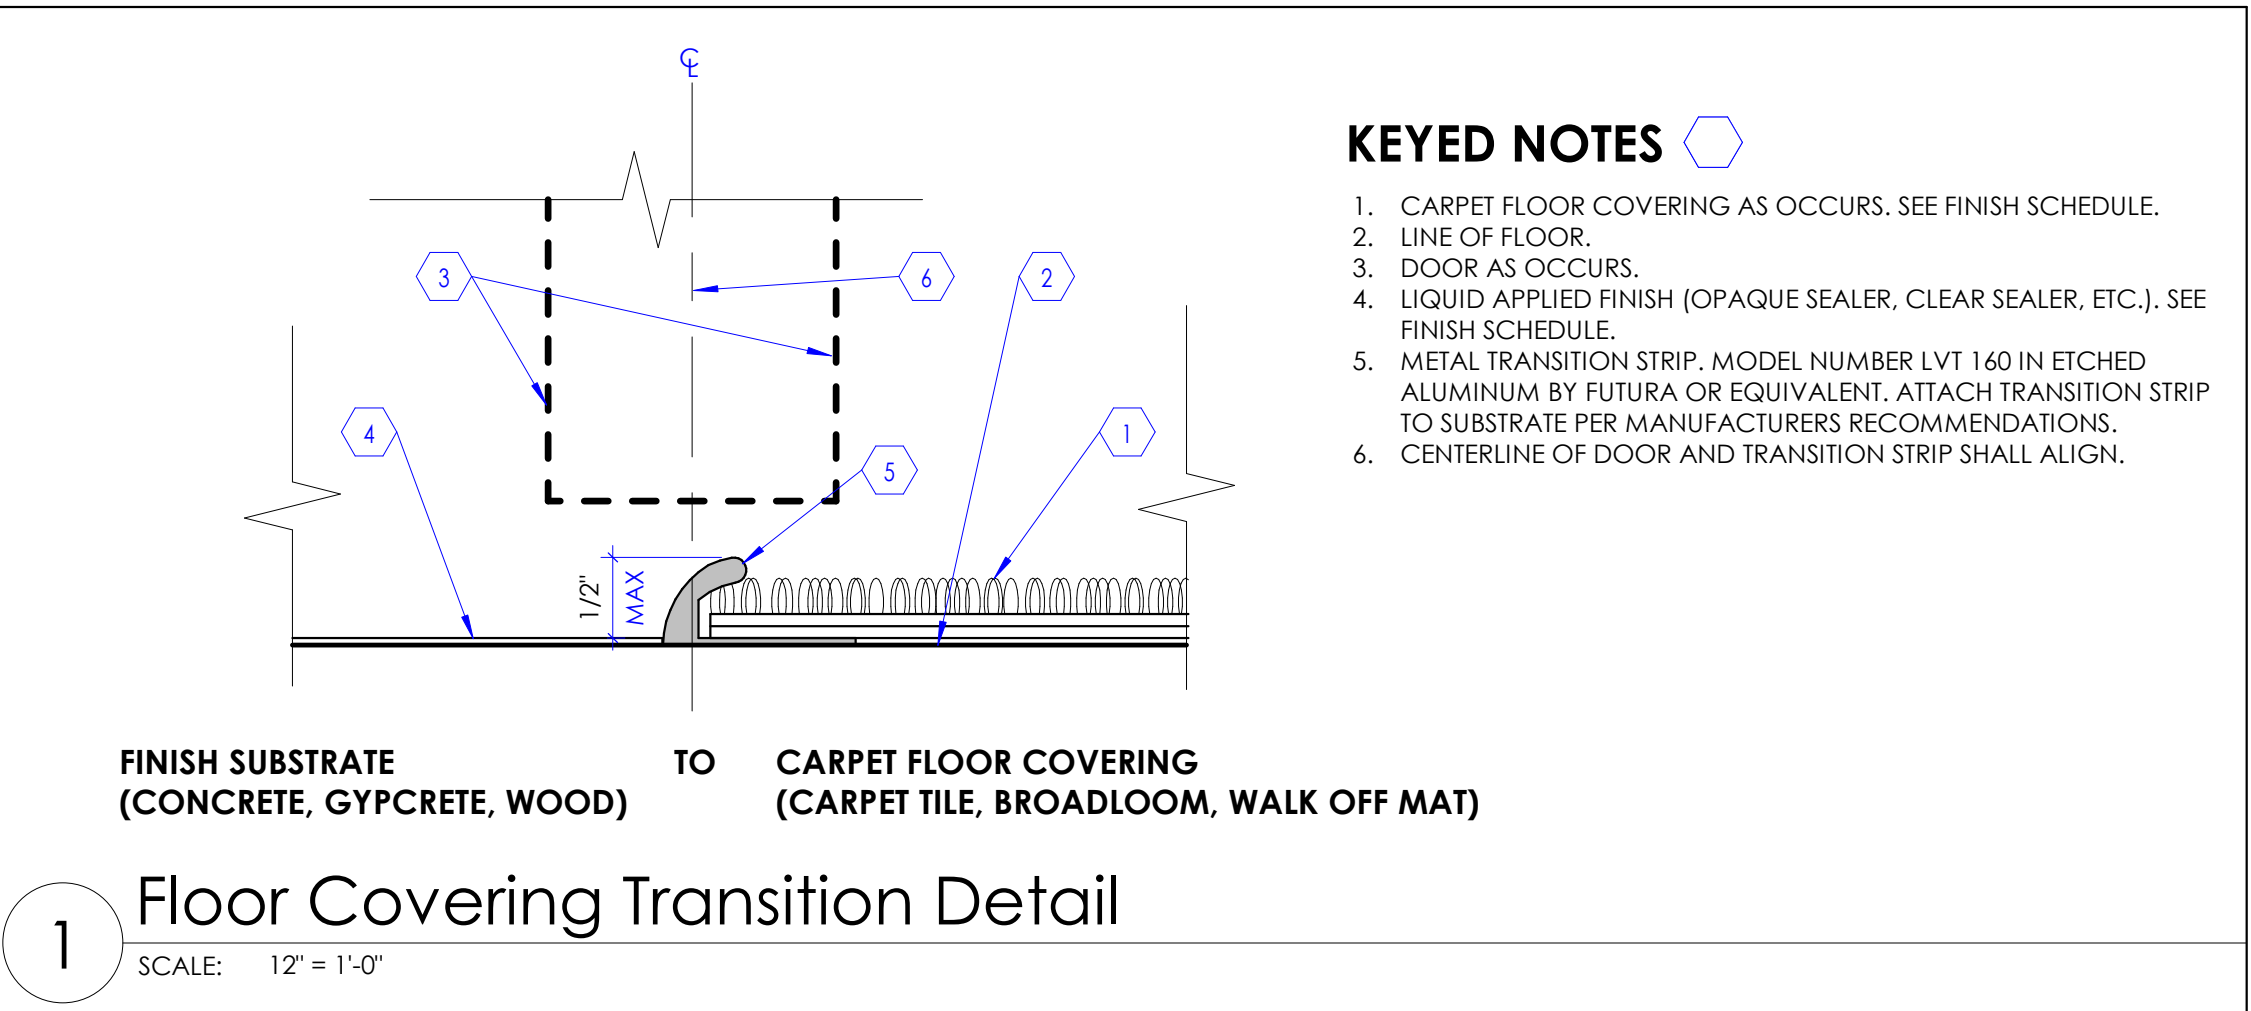 ℄
KEYED NOTES
1. CARPET FLOOR COVERING AS OCCURS. SEE FINISH SCHEDULE.
2. LINE OF FLOOR.
3. DOOR AS OCCURS.
4. LIQUID APPLIED FINISH (OPAQUE SEALER, CLEAR SEALER, ETC.). SEE
FINISH SCHEDULE.
5. METAL TRANSITION STRIP. MODEL NUMBER LVT 160 IN ETCHED
ALUMINUM BY FUTURA OR EQUIVALENT. ATTACH TRANSITION STRIP
TO SUBSTRATE PER MANUFACTURERS RECOMMENDATIONS.
6. CENTERLINE OF DOOR AND TRANSITION STRIP SHALL ALIGN.
3
6
2
4
1
5
1/2"
MAX
FINISH SUBSTRATE
(CONCRETE, GYPCRETE, WOOD)
TO
CARPET FLOOR COVERING
(CARPET TILE, BROADLOOM, WALK OFF MAT)
1
Floor Covering Transition Detail
SCALE: 12" = 1'-0"